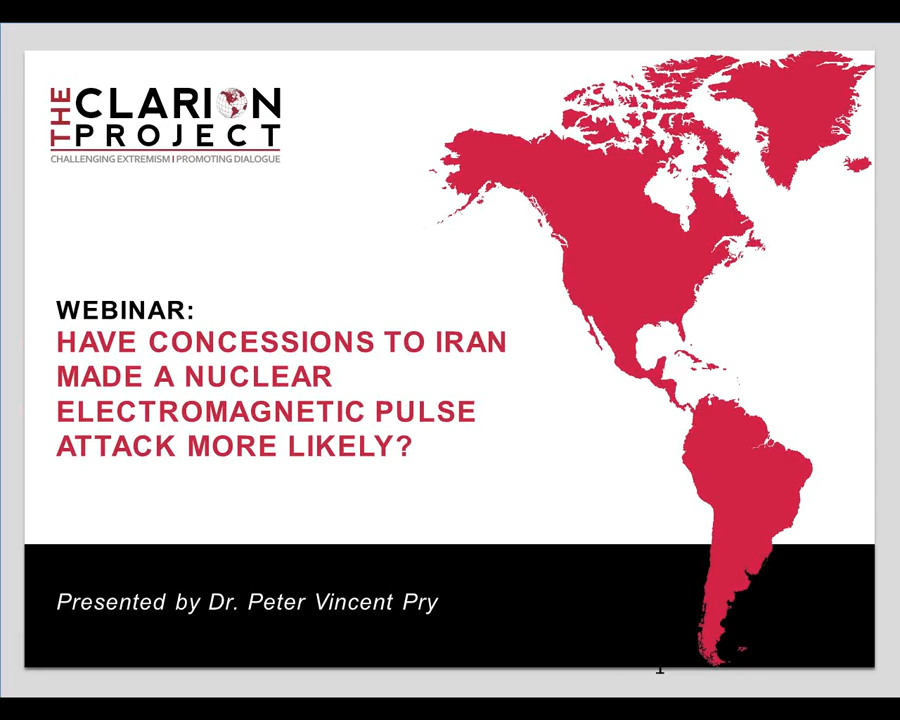 THE CLARION
PROJECT
CHALLENGING EXTREMISM I PROMOTING DIALOGUE
WEBINAR:
HAVE CONCESSIONS TO IRAN
MADE A NUCLEAR
ELECTROMAGNETIC PULSE
ATTACK MORE LIKELY?
Presented by Dr. Peter Vincent Pry
1